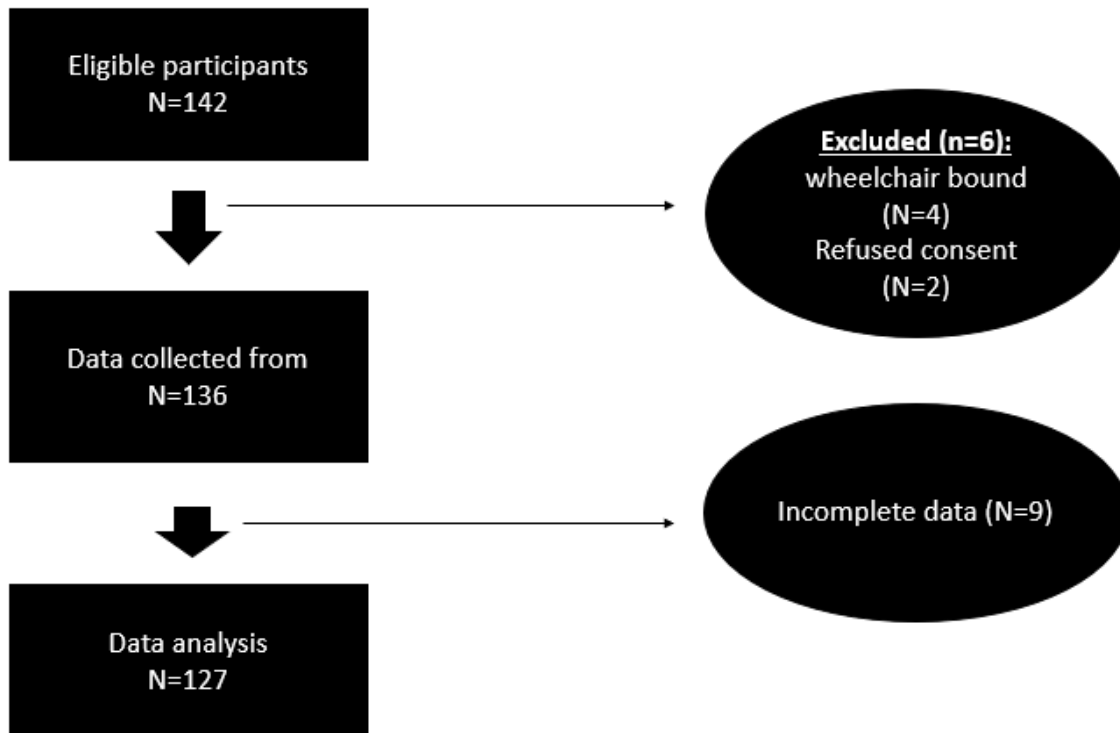 Eligible participants
N=142
Excluded (n=6):
wheelchair bound
(N=4)
Refused consent
(N=2)
Data collected from
N=136
Incomplete data (N=9)
Data analysis
N=127